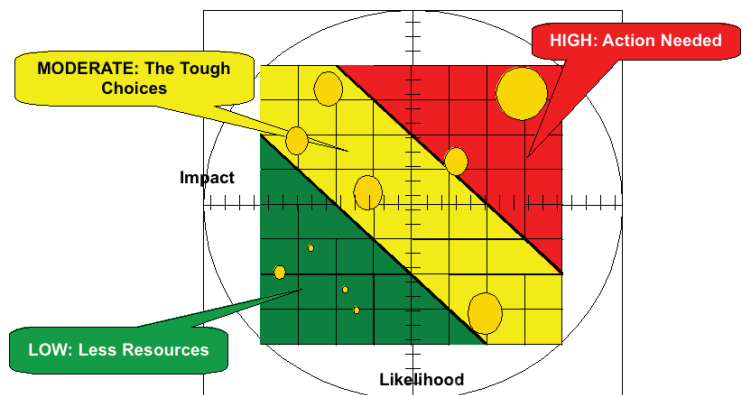 HIGH: Action Needed
MODERATE: The Tough
Choices
Impact
LOW: Less Resources
Likelihood